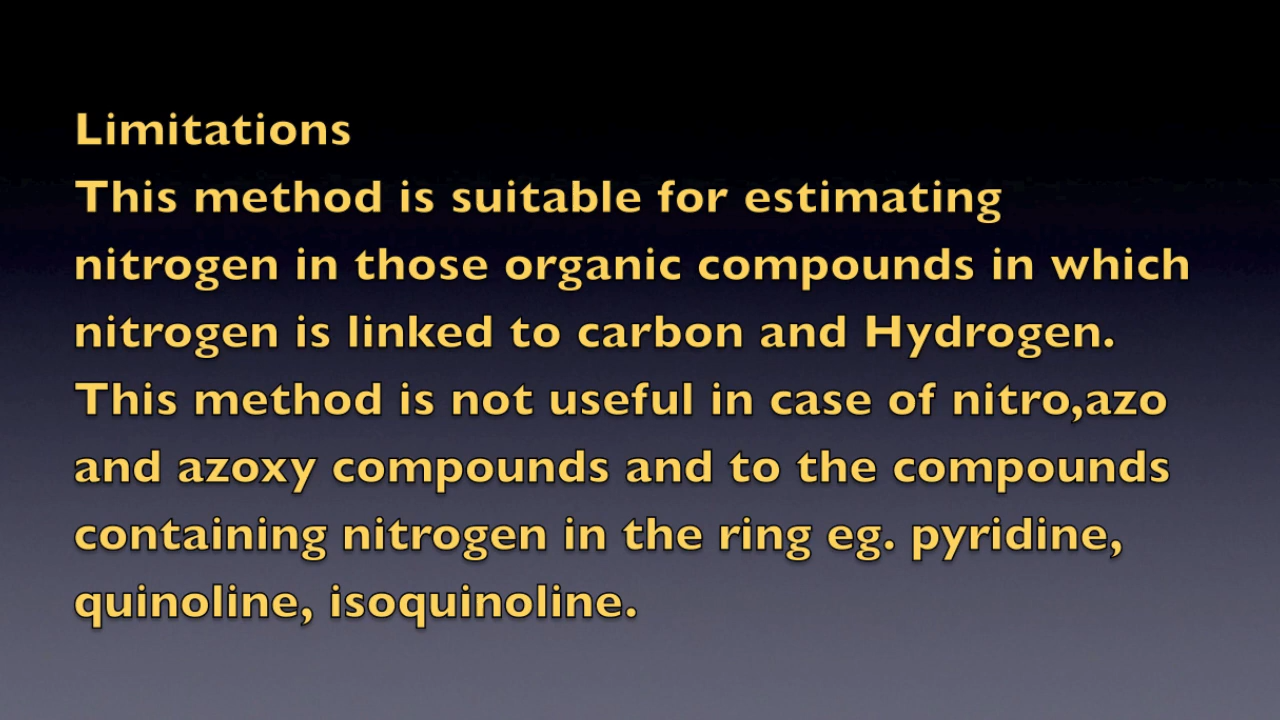 Limitations
This method is suitable for estimating
nitrogen in those organic compounds in which
nitrogen is linked to carbon and Hydrogen.
This method is not useful in case of nitro,azo
and azoxy compounds and to the compounds
containing nitrogen in the ring eg. pyridine,
quinoline, isoquinoline.